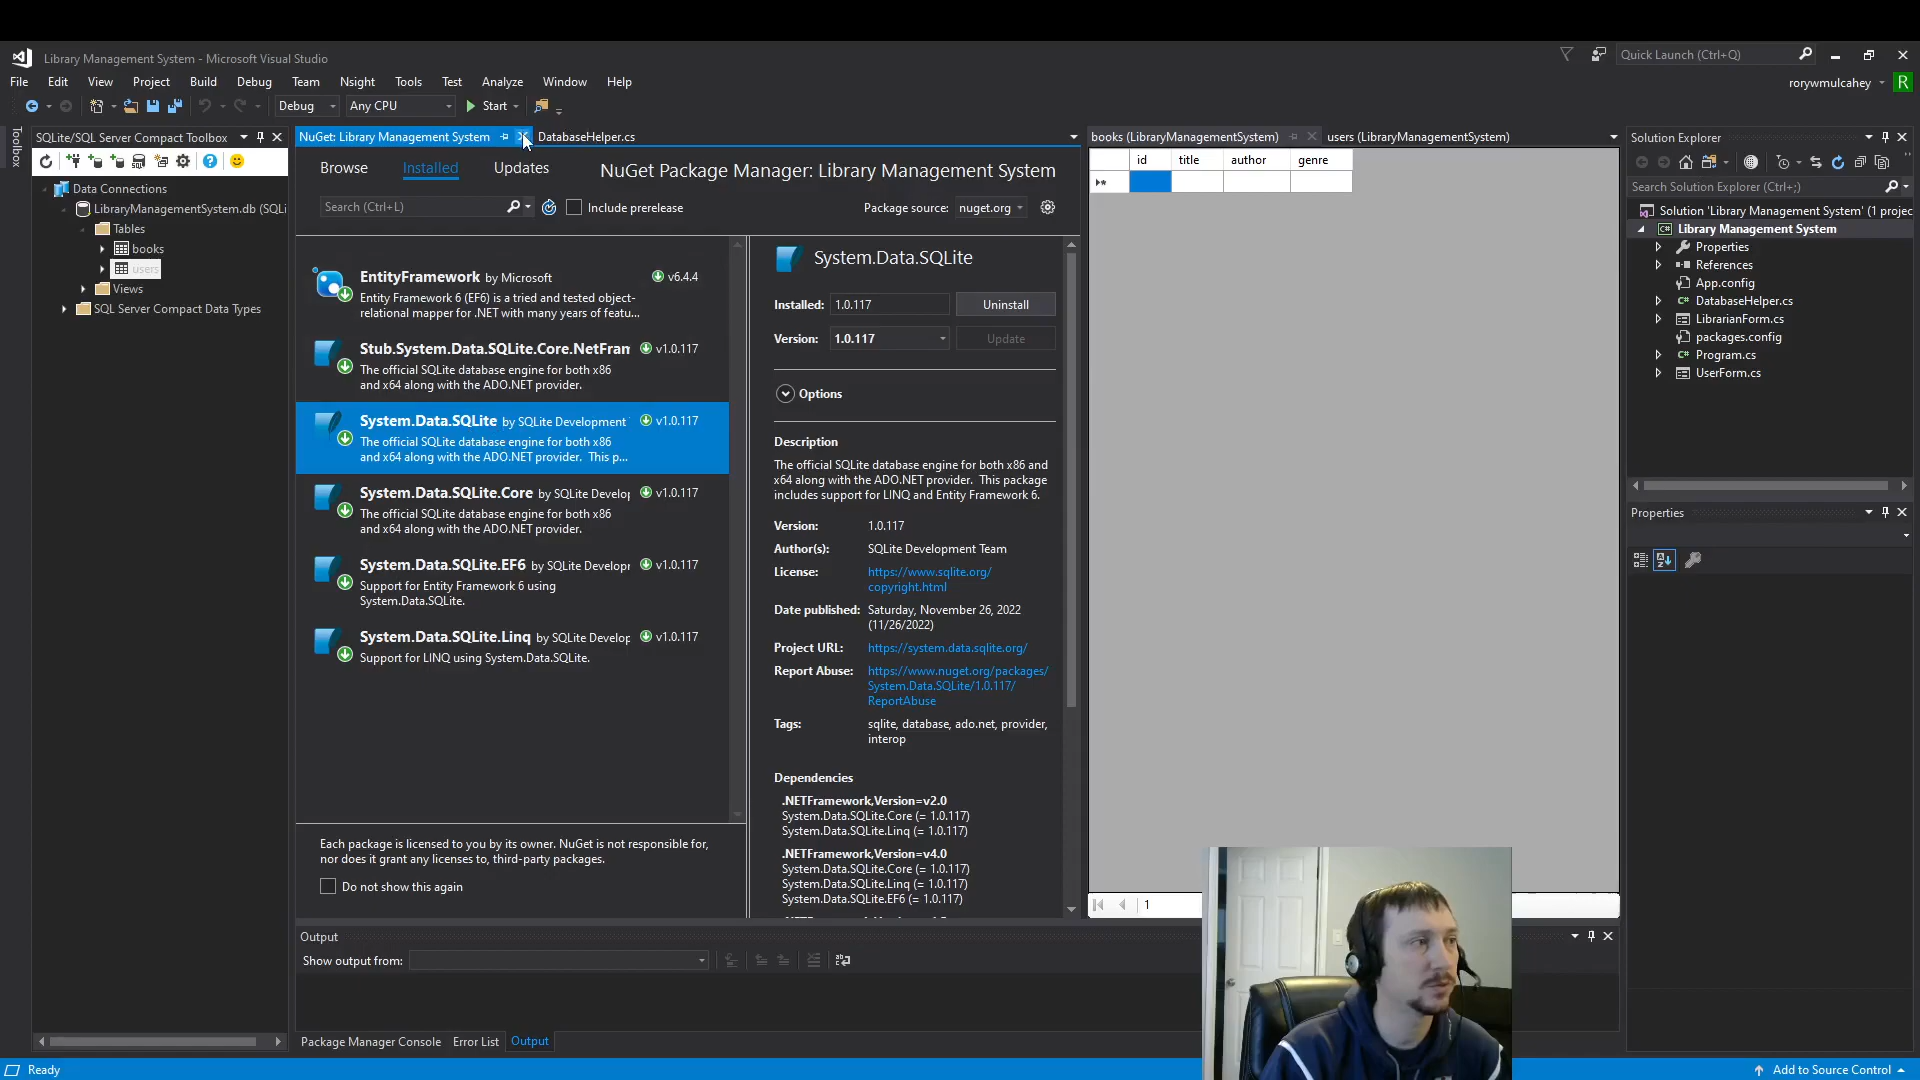 Library Management System - Microsoft Visual Studio
Quick Launch (Ctrl+Q)
File Edit View Project Build Debug Team Nsight Tools Test Analyze Window Help
rorywmulcahey R
Debug Any CPU Start
Toolbox
SQLite/SQL Server Compact Toolbox
Data Connections
LibraryManagementSystem.db (SQLi
Tables
books
users
Views
SQL Server Compact Data Types
NuGet: Library Management System
DatabaseHelper.cs
Browse Installed Updates
NuGet Package Manager: Library Management System
Search (Ctrl+L)
Include prerelease
Package source: nuget.org
EntityFramework by Microsoft v6.4.4
Entity Framework 6 (EF6) is a tried and tested object-
relational mapper for .NET with many years of featu...
Stub.System.Data.SQLite.Core.NetFram v1.0.117
The official SQLite database engine for both x86
and x64 along with the ADO.NET provider.
System.Data.SQLite by SQLite Development v1.0.117
The official SQLite database engine for both x86
and x64 along with the ADO.NET provider. This p...
System.Data.SQLite.Core by SQLite Develop v1.0.117
The official SQLite database engine for both x86
and x64 along with the ADO.NET provider.
System.Data.SQLite.EF6 by SQLite Developr v1.0.117
Support for Entity Framework 6 using
System.Data.SQLite.
System.Data.SQLite.Linq by SQLite Develop v1.0.117
Support for LINQ using System.Data.SQLite.
Each package is licensed to you by its owner. NuGet is not responsible for,
nor does it grant any licenses to, third-party packages.
Do not show this again
System.Data.SQLite
Installed: 1.0.117 Uninstall
Version: 1.0.117 Update
Options
Description
The official SQLite database engine for both x86 and
x64 along with the ADO.NET provider. This package
includes support for LINQ and Entity Framework 6.
Version: 1.0.117
Author(s): SQLite Development Team
License: https://www.sqlite.org/
copyright.html
Date published: Saturday, November 26, 2022
(11/26/2022)
Project URL: https://system.data.sqlite.org/
Report Abuse: https://www.nuget.org/packages/
System.Data.SQLite/1.0.117/
ReportAbuse
Tags: sqlite, database, ado.net, provider,
interop
Dependencies
.NETFramework,Version=v2.0
System.Data.SQLite.Core (= 1.0.117)
System.Data.SQLite.Linq (= 1.0.117)
.NETFramework,Version=v4.0
System.Data.SQLite.Core (= 1.0.117)
System.Data.SQLite.Linq (= 1.0.117)
System.Data.SQLite.EF6 (= 1.0.117)
books (LibraryManagementSystem)
users (LibraryManagementSystem)
id title author genre
1
Solution Explorer
Search Solution Explorer (Ctrl+;)
Solution 'Library Management System' (1 projec
Library Management System
Properties
References
App.config
DatabaseHelper.cs
LibrarianForm.cs
packages.config
Program.cs
UserForm.cs
Properties
Output
Show output from:
Package Manager Console Error List Output
Ready
Add to Source Control